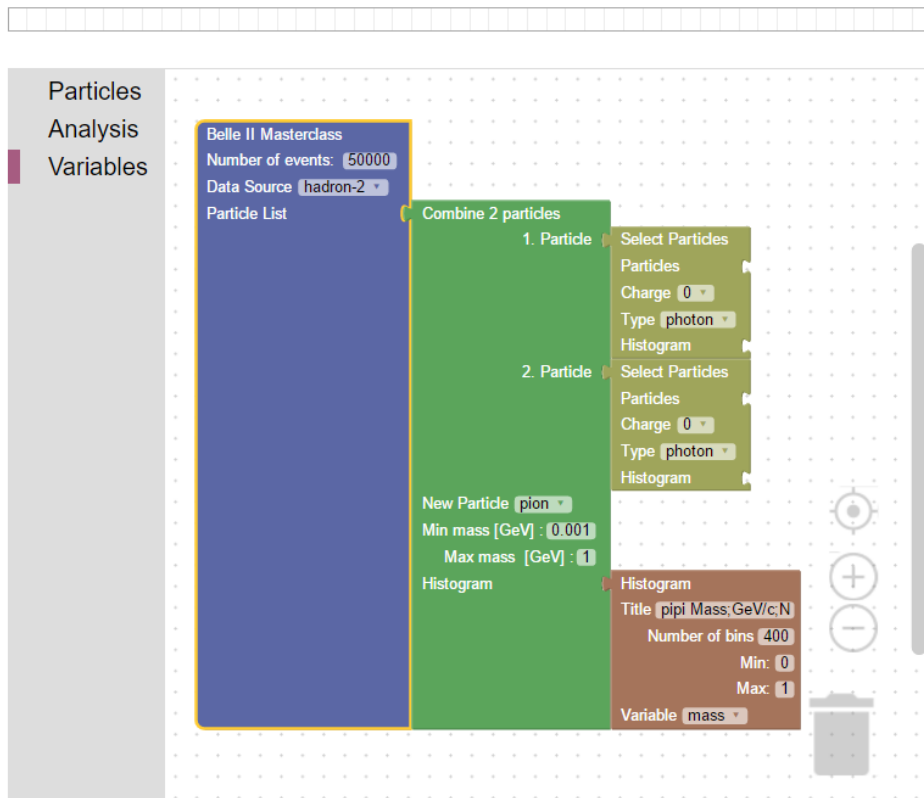 Particles
Analysis
Variables
Belle II Masterclass
Number of events: 50000
Data Source hadron-2
Particle List
Combine 2 particles
1. Particle
Select Particles
Particles
Charge 0
Type photon
Histogram
2. Particle
Select Particles
Particles
Charge 0
Type photon
Histogram
New Particle pion
Min mass [GeV] : 0.001
Max mass [GeV] : 1
Histogram
Histogram
Title pipi Mass;GeV/c;N
Number of bins 400
Min: 0
Max: 1
Variable mass